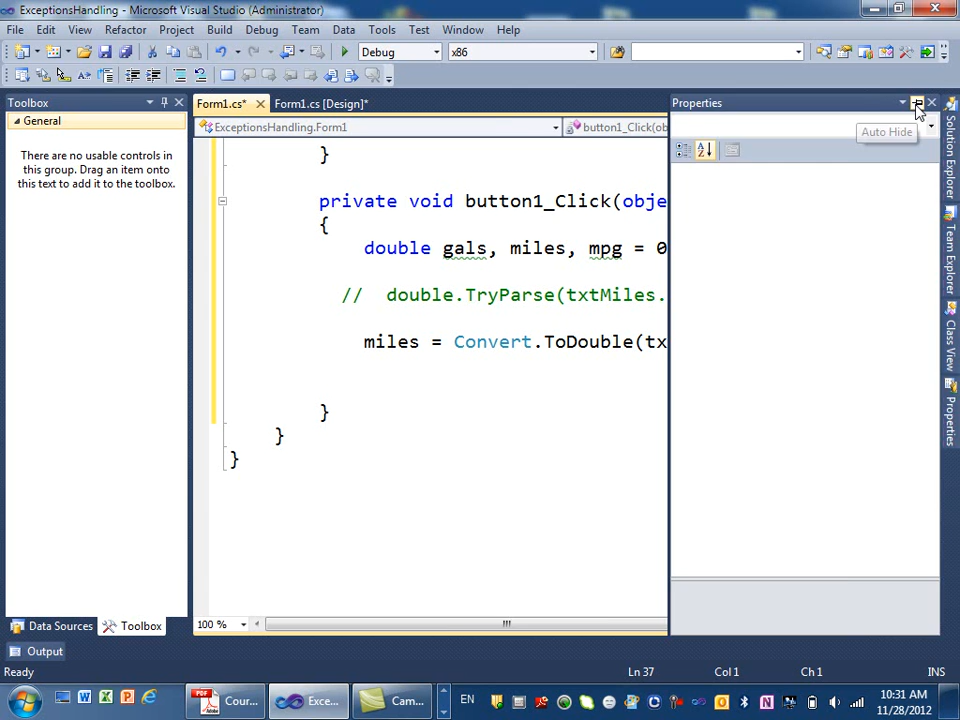 ExceptionsHandling - Microsoft Visual Studio (Administrator)
File Edit View Refactor Project Build Debug Team Data Tools Test Window Help
Debug x86
Toolbox
Form1.cs* Form1.cs [Design]*
Properties
General
ExceptionsHandling.Form1
button1_Click(ob
Auto Hide
There are no usable controls in
this group. Drag an item onto
this text to add it to the toolbox.
}
private void button1_Click(obje
{
double gals, miles, mpg = 0
// double.TryParse(txtMiles.
miles = Convert.ToDouble(tx
}
}
}
Solution Explorer
Team Explorer
Class View
Properties
100 %
Data Sources Toolbox
Output
Ready Ln 37 Col 1 Ch 1 INS
Cour... Exce... Cam... EN
10:31 AM
11/28/2012